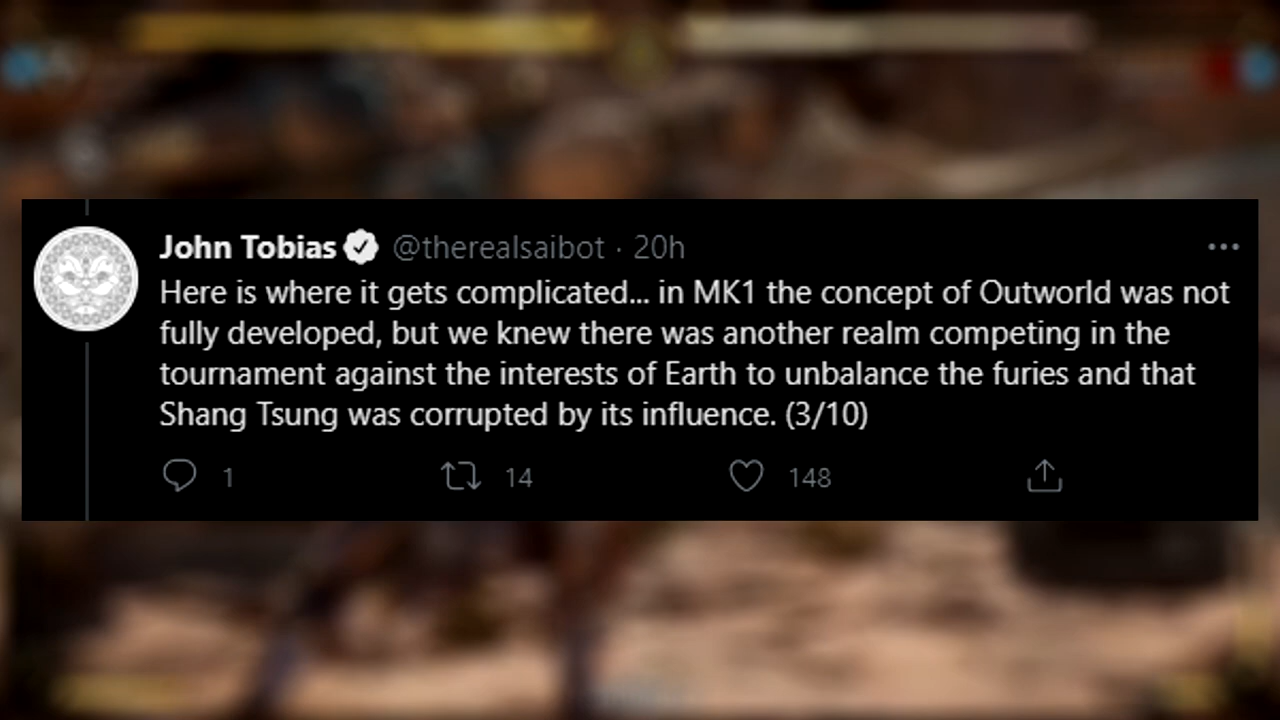 John Tobias @therealsaibot · 20h
Here is where it gets complicated... in MK1 the concept of Outworld was not
fully developed, but we knew there was another realm competing in the
tournament against the interests of Earth to unbalance the furies and that
Shang Tsung was corrupted by its influence. (3/10)
1 14 148